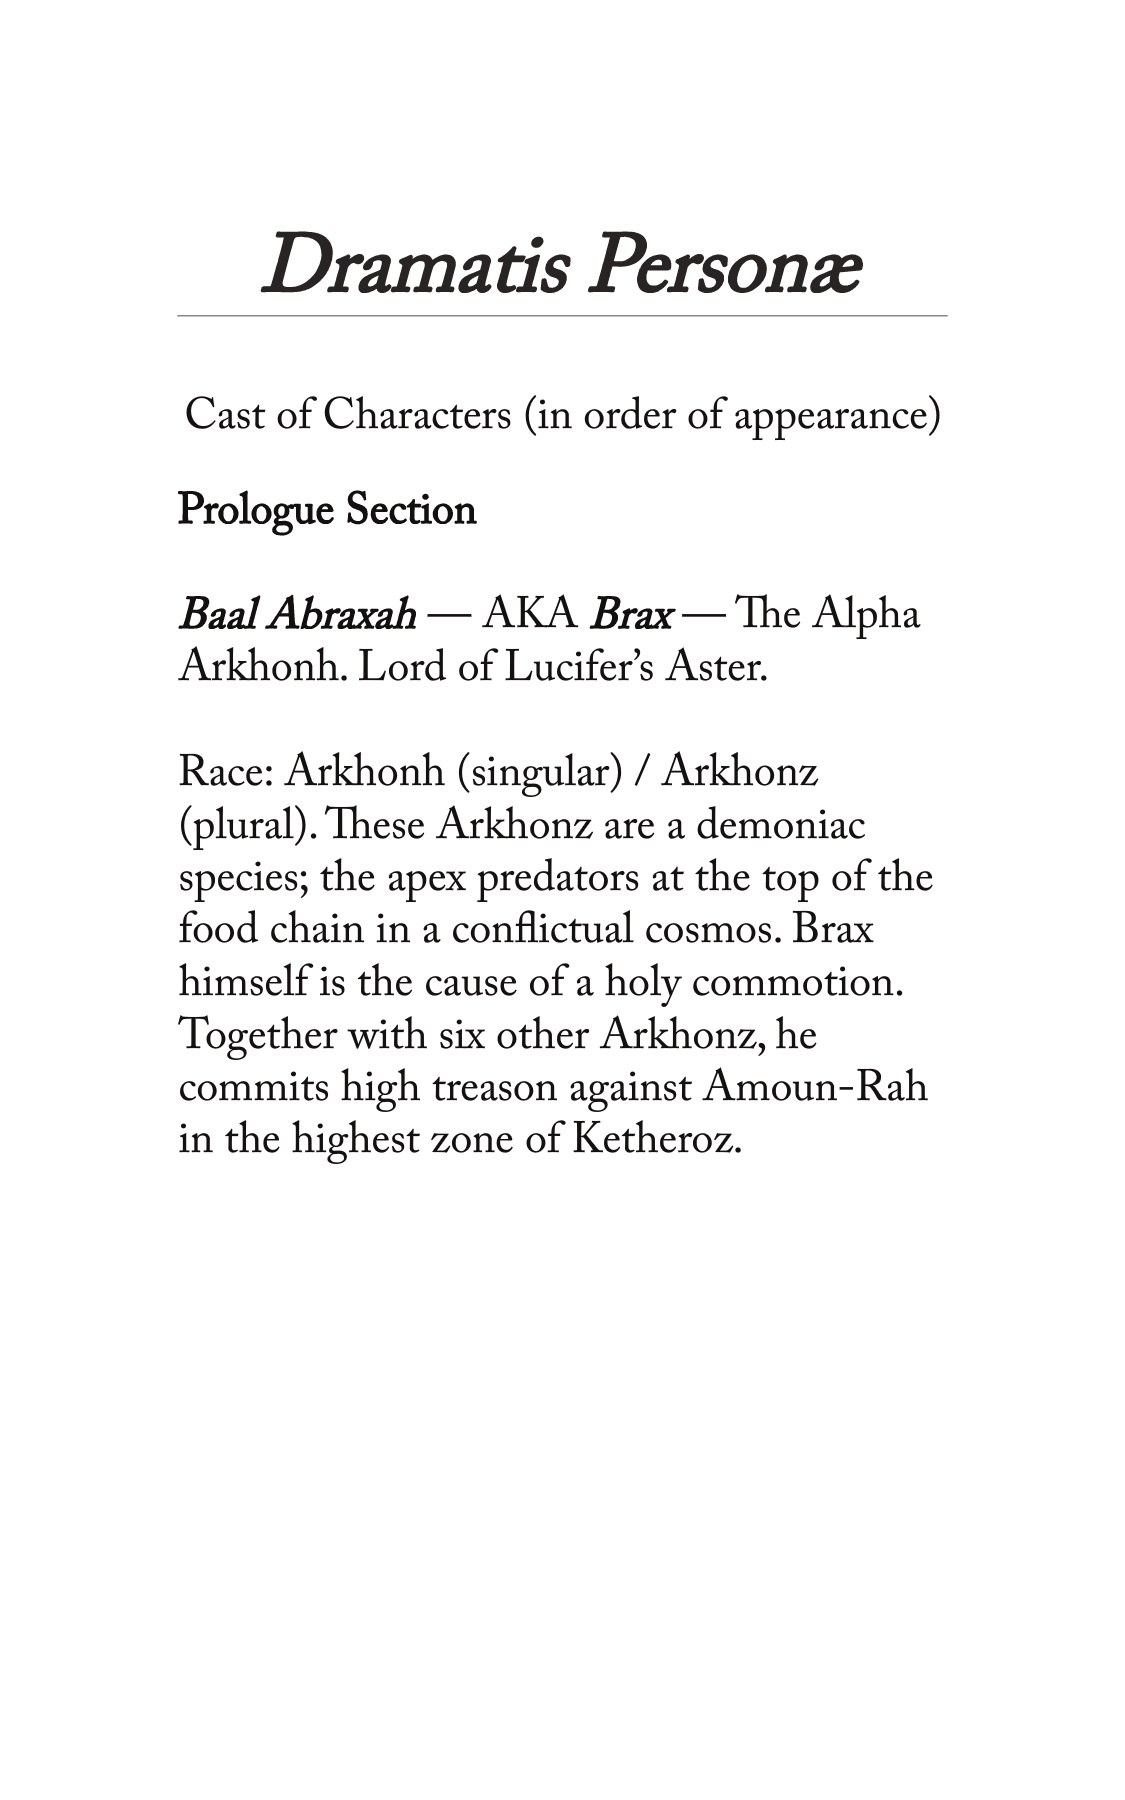 Dramatis Personæ
Cast of Characters (in order of appearance)
Prologue Section
Baal Abraxah — AKA Brax — The Alpha
Arkhonh. Lord of Lucifer’s Aster.
Race: Arkhonh (singular) / Arkhonz
(plural). These Arkhonz are a demoniac
species; the apex predators at the top of the
food chain in a conflictual cosmos. Brax
himself is the cause of a holy commotion.
Together with six other Arkhonz, he
commits high treason against Amoun-Rah
in the highest zone of Ketheroz.